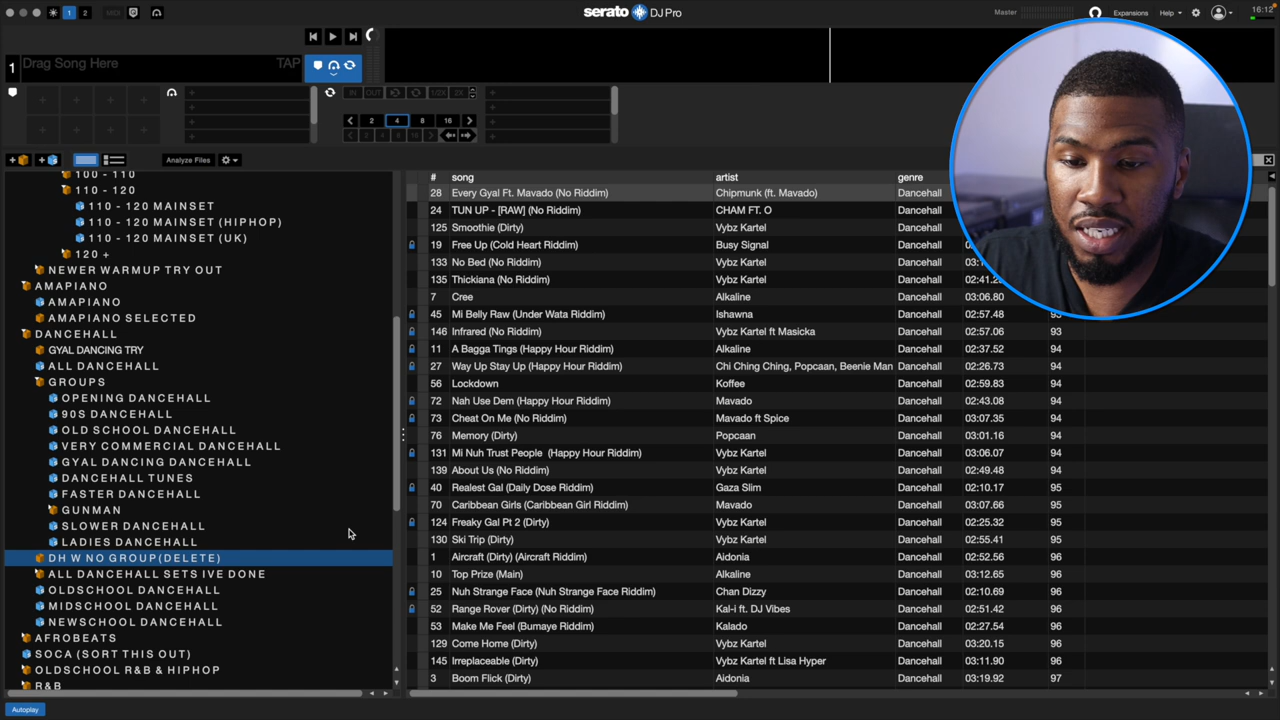 1 2 MIDI serato DJ Pro Master Expansions Help 16:12
1 Drag Song Here TAP
IN OUT 1/2X 2X
2 4 8 16
2 4 8 16
Analyze Files
100 - 110
110 - 120
110 - 120 MAINSET
110 - 120 MAINSET (HIPHOP)
110 - 120 MAINSET (UK)
120 +
NEWER WARMUP TRY OUT
AMAPIANO
AMAPIANO
AMAPIANO SELECTED
DANCEHALL
GYAL DANCING TRY
ALL DANCEHALL
GROUPS
OPENING DANCEHALL
90S DANCEHALL
OLD SCHOOL DANCEHALL
VERY COMMERCIAL DANCEHALL
GYAL DANCING DANCEHALL
DANCEHALL TUNES
FASTER DANCEHALL
GUNMAN
SLOWER DANCEHALL
LADIES DANCEHALL
DH W NO GROUP(DELETE)
ALL DANCEHALL SETS IVE DONE
OLDSCHOOL DANCEHALL
MIDSCHOOL DANCEHALL
NEWSCHOOL DANCEHALL
AFROBEATS
SOCA (SORT THIS OUT)
OLDSCHOOL R&B & HIPHOP
R&B
# song artist genre
28 Every Gyal Ft. Mavado (No Riddim) Chipmunk (ft. Mavado) Dancehall
24 TUN UP - [RAW] (No Riddim) CHAM FT. O Dancehall
125 Smoothie (Dirty) Vybz Kartel Dancehall
19 Free Up (Cold Heart Riddim) Busy Signal Dancehall
133 No Bed (No Riddim) Vybz Kartel Dancehall
135 Thickiana (No Riddim) Vybz Kartel Dancehall 02:41.2
7 Cree Alkaline Dancehall 03:06.80
45 Mi Belly Raw (Under Wata Riddim) Ishawna Dancehall 02:57.48 93
146 Infrared (No Riddim) Vybz Kartel ft Masicka Dancehall 02:57.06 93
11 A Bagga Tings (Happy Hour Riddim) Alkaline Dancehall 02:37.52 94
27 Way Up Stay Up (Happy Hour Riddim) Chi Ching Ching, Popcaan, Beenie Man Dancehall 02:26.73 94
56 Lockdown Koffee Dancehall 02:59.83 94
72 Nah Use Dem (Happy Hour Riddim) Mavado Dancehall 02:43.08 94
73 Cheat On Me (No Riddim) Mavado ft Spice Dancehall 03:07.35 94
76 Memory (Dirty) Popcaan Dancehall 03:01.16 94
131 Mi Nuh Trust People (Happy Hour Riddim) Vybz Kartel Dancehall 03:06.07 94
139 About Us (No Riddim) Vybz Kartel Dancehall 02:49.48 94
40 Realest Gal (Daily Dose Riddim) Gaza Slim Dancehall 02:10.17 95
70 Caribbean Girls (Caribbean Girl Riddim) Mavado Dancehall 03:00.44 95
124 Freaky Gal Pt 2 (Dirty) Vybz Kartel Dancehall 02:25.32 95
130 Ski Trip (Dirty) Vybz Kartel Dancehall 02:55.41 95
1 Aircraft (Dirty) (Aircraft Riddim) Aidonia Dancehall 02:52.56 96
10 Top Prize (Main) Alkaline Dancehall 03:12.65 96
25 Nuh Strange Face (Nuh Strange Face Riddim) Chan Dizzy Dancehall 02:10.69 96
52 Range Rover (Dirty) (No Riddim) Kal-i ft. DJ Vibes Dancehall 02:51.42 96
53 Make Me Feel (Bumaye Riddim) Kalado Dancehall 02:27.54 96
129 Come Home (Dirty) Vybz Kartel Dancehall 03:20.15 96
145 Irreplaceable (Dirty) Vybz Kartel ft Lisa Hyper Dancehall 03:11.90 96
3 Boom Flick (Dirty) Aidonia Dancehall 03:19.92 97
Autoplay